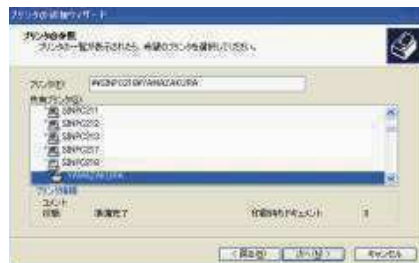 プリンタの追加ウィザード
プリンタの参照
プリンタの一覧が表示されたら、希望のプリンタを選択してください。
プリンタ(P):
共有プリンタ(S):
SINPC211
SINPC212
SINPC213
SINPC217
SINPC218
YAMAZAKURA
プリンタ情報
コメント:
状態: 準備完了 印刷待ちドキュメント: 0
< 戻る(B) 次へ(N) > キャンセル